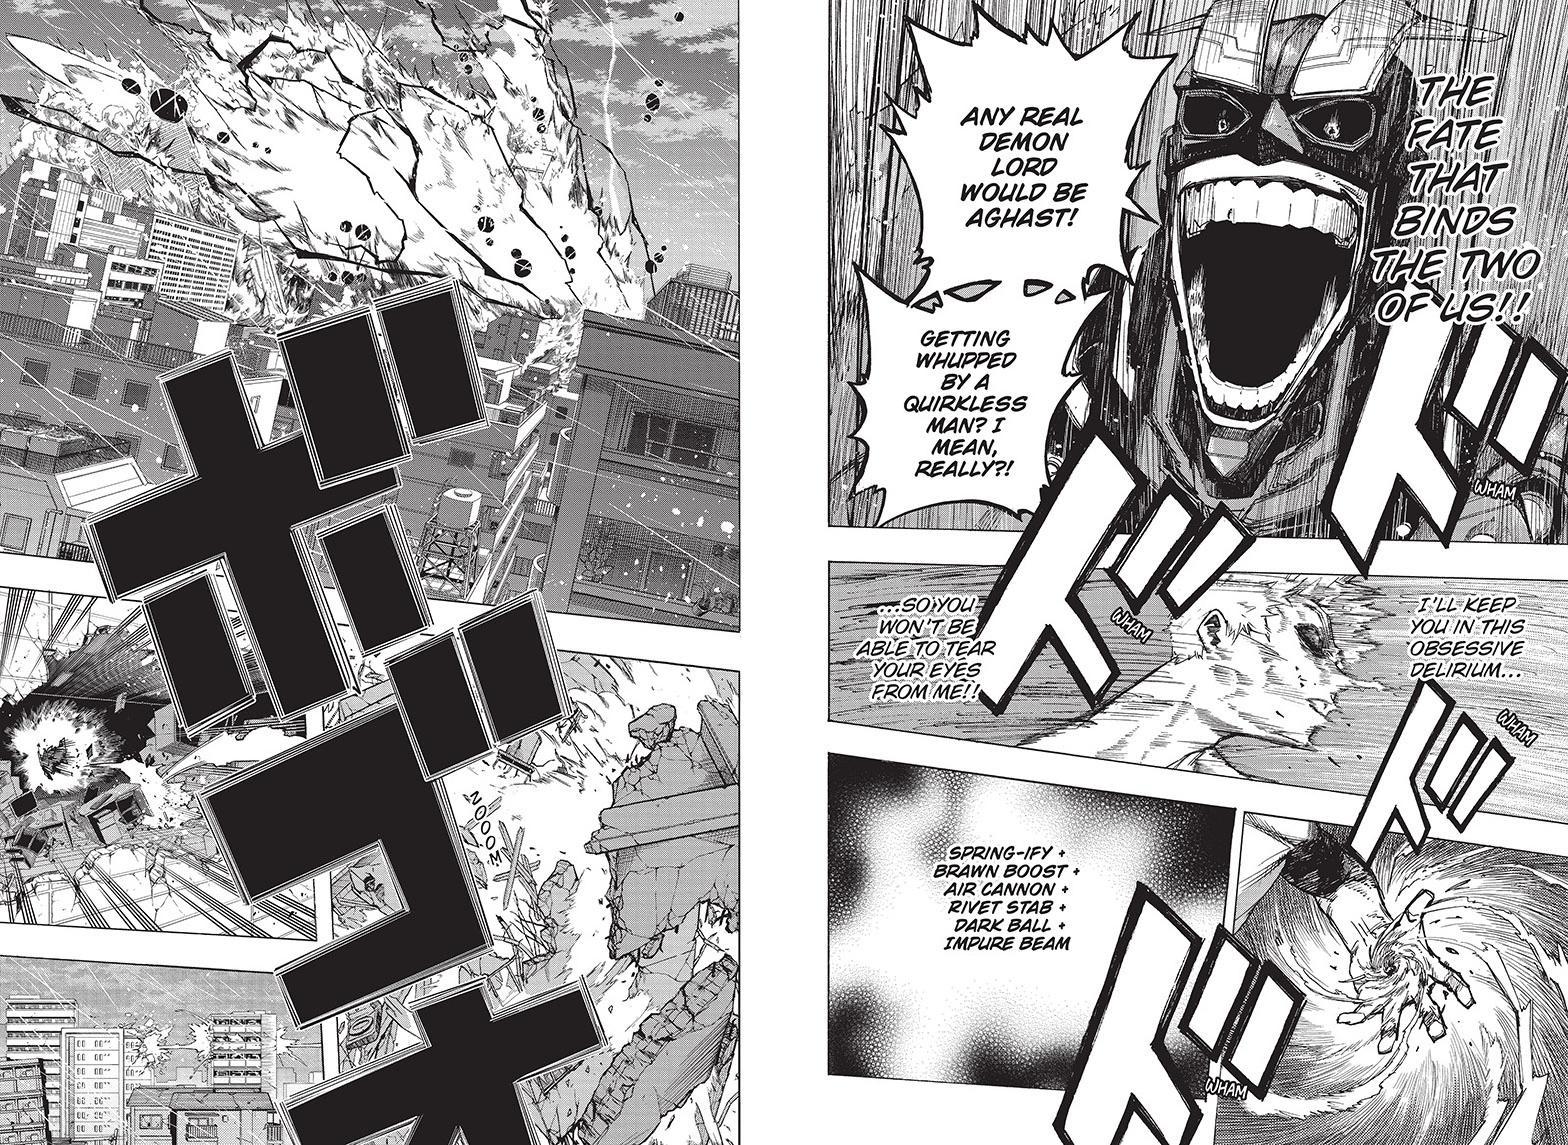 THE
FATE
THAT
BINDS
THE TWO
OF US!!
ANY REAL
DEMON
LORD
WOULD BE
AGHAST!
GETTING
WHUPPED
BY A
QUIRKLESS
MAN? I
MEAN,
REALLY?!
ド
WHAM
ド
WHAM
I'LL KEEP
YOU IN THIS
OBSESSIVE
DELIRIUM...
...SO YOU
WON'T BE
ABLE TO TEAR
YOUR EYES
FROM ME!!
ド
WHAM
SPRING-IFY +
BRAWN BOOST +
AIR CANNON +
RIVET STAB +
DARK BALL +
IMPURE BEAM
ド
WHAM
ボ
ゴ
オ
ZOOOM